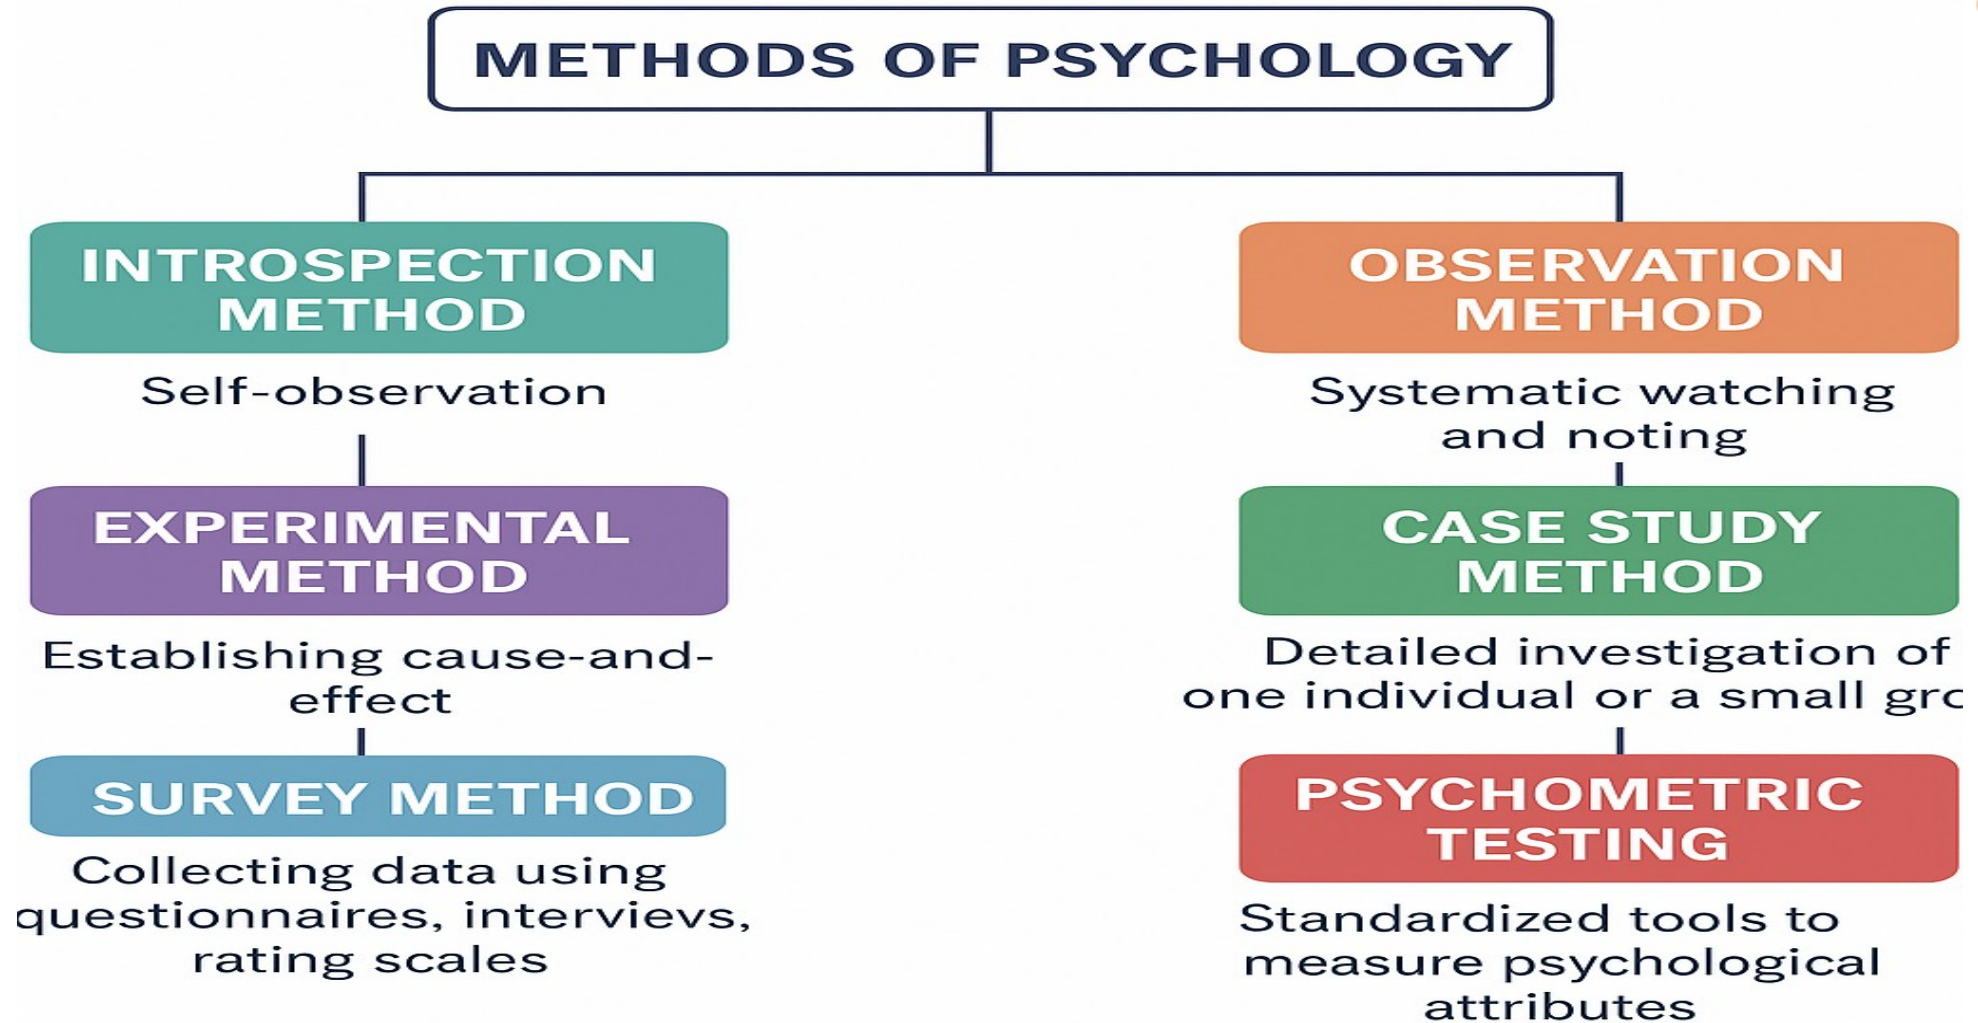 METHODS OF PSYCHOLOGY
INTROSPECTION
METHOD
Self-observation
EXPERIMENTAL
METHOD
Establishing cause-and-
effect
SURVEY METHOD
Collecting data using
questionnaires, intervievs,
rating scales
OBSERVATION
METHOD
Systematic watching
and noting
CASE STUDY
METHOD
Detailed investigation of
one individual or a small
PSYCHOMETRIC
TESTING
Standardized tools to
measure psychological
attributes